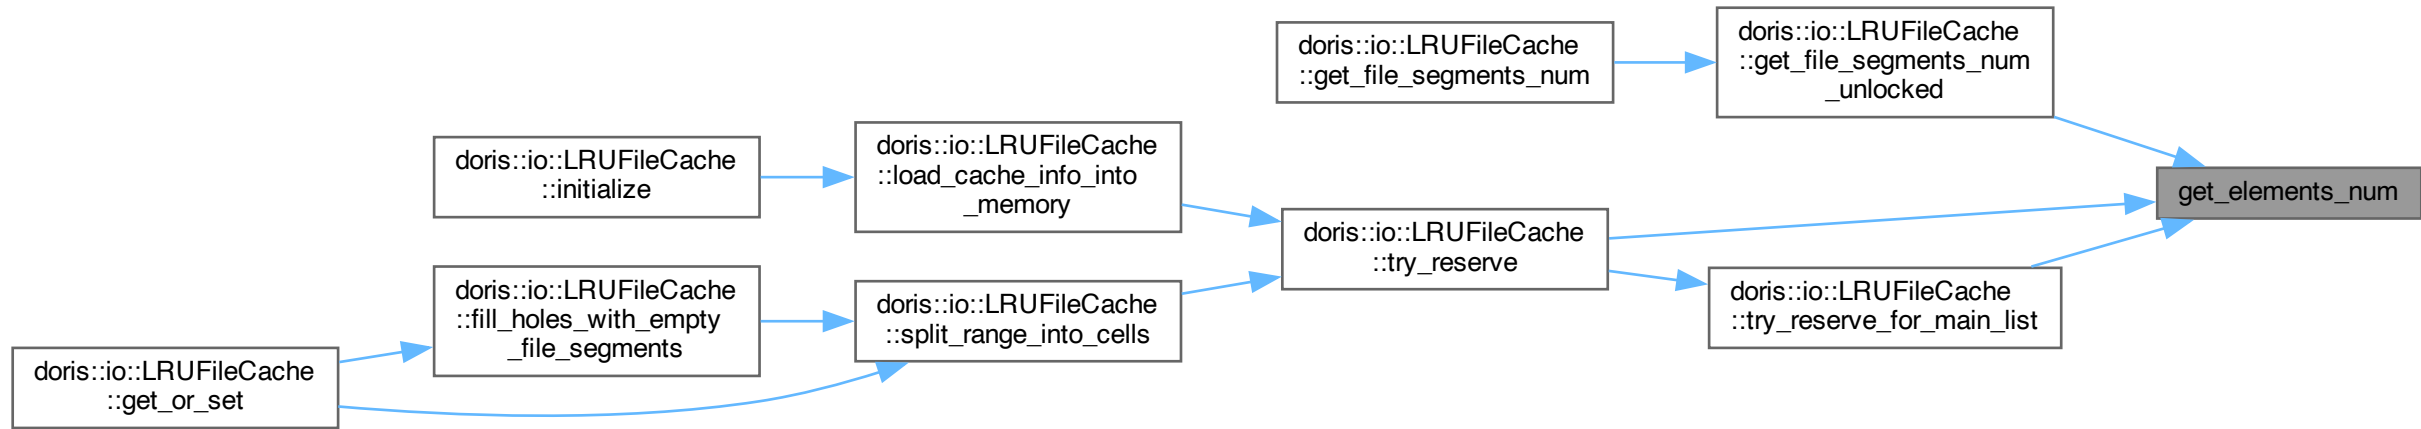 doris::io::LRUFileCache
::get_file_segments_num
_unlocked
doris::io::LRUFileCache
::get_file_segments_num
doris::io::LRUFileCache
::load_cache_info_into
_memory
doris::io::LRUFileCache
::initialize
get_elements_num
doris::io::LRUFileCache
::try_reserve
doris::io::LRUFileCache
::try_reserve_for_main_list
doris::io::LRUFileCache
::fill_holes_with_empty
_file_segments
doris::io::LRUFileCache
::split_range_into_cells
doris::io::LRUFileCache
::get_or_set